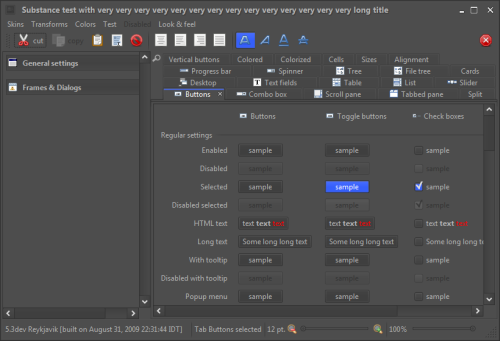 Substance test with very very very very very very very very very very very very very very long title
Skins Transforms Colors Test Disabled Look & feel
cut copy
General settings
Frames & Dialogs
Vertical buttons Colored Colorized Cells Sizes Alignment
Progress bar Spinner Tree File tree Cards
Desktop Text fields Table List Slider
Buttons Combo box Scroll pane Tabbed pane Split
Buttons Toggle buttons Check boxes
Regular settings
Enabled sample sample sample
Disabled sample sample sample
Selected sample sample sample
Disabled selected sample sample sample
HTML text text text text text text text text text text
Long text Some long long text Some long long text Some long long text
With tooltip sample sample sample
Disabled with tooltip sample sample sample
Popup menu sample sample sample
5.3dev Reykjavik [built on August 31, 2009 22:31:44 IDT] Tab Buttons selected 12 pt. 100%